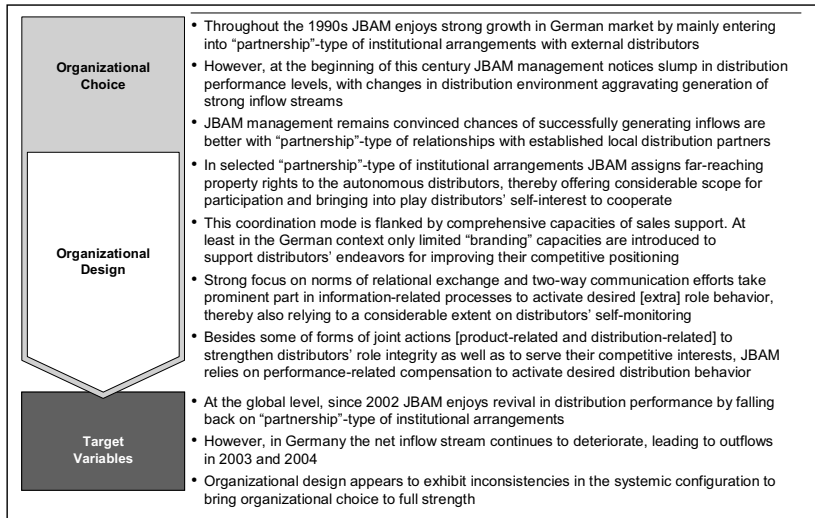 Organizational
Choice
• Throughout the 1990s JBAM enjoys strong growth in German market by mainly entering
into “partnership”-type of institutional arrangements with external distributors
• However, at the beginning of this century JBAM management notices slump in distribution
performance levels, with changes in distribution environment aggravating generation of
strong inflow streams
• JBAM management remains convinced chances of successfully generating inflows are
better with “partnership”-type of relationships with established local distribution partners
Organizational
Design
• In selected “partnership”-type of institutional arrangements JBAM assigns far-reaching
property rights to the autonomous distributors, thereby offering considerable scope for
participation and bringing into play distributors’ self-interest to cooperate
• This coordination mode is flanked by comprehensive capacities of sales support. At
least in the German context only limited “branding” capacities are introduced to
support distributors’ endeavors for improving their competitive positioning
• Strong focus on norms of relational exchange and two-way communication efforts take
prominent part in information-related processes to activate desired [extra] role behavior,
thereby also relying to a considerable extent on distributors’ self-monitoring
• Besides some of forms of joint actions [product-related and distribution-related] to
strengthen distributors’ role integrity as well as to serve their competitive interests, JBAM
relies on performance-related compensation to activate desired distribution behavior
Target
Variables
• At the global level, since 2002 JBAM enjoys revival in distribution performance by falling
back on “partnership”-type of institutional arrangements
• However, in Germany the net inflow stream continues to deteriorate, leading to outflows
in 2003 and 2004
• Organizational design appears to exhibit inconsistencies in the systemic configuration to
bring organizational choice to full strength